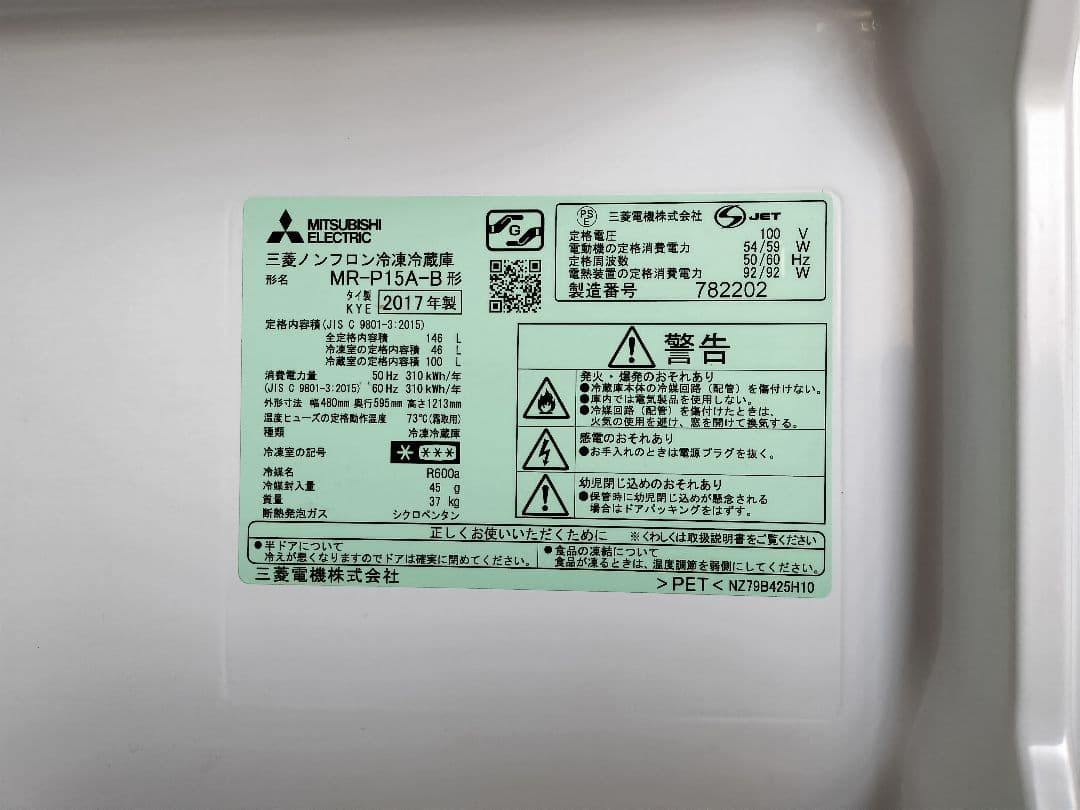 MITSUBISHI
ELECTRIC
G
三菱ノンフロン冷凍冷蔵庫
形名 MR-P15A-B形
タイ製
KYE 2017年製
定格内容積(JIS C 9801-3:2015)
全定格内容積 146 L
冷凍室の定格内容積 46 L
冷蔵室の定格内容積 100 L
消費電力量 50Hz 310kWh/年
(JIS C 9801-3:2015) 60Hz 310kWh/年
外形寸法 幅480mm 奥行595mm 高さ1213mm
温度ヒューズの定格動作温度 73℃(霜取用)
種類 冷凍冷蔵庫
冷凍室の記号 * ***
冷媒名 R600a
冷媒封入量 45 g
質量 37 kg
断熱発泡ガス シクロペンタン
PSE 三菱電機株式会社 S JET
定格電圧 100 V
電動機の定格消費電力 54/59 W
定格周波数 50/60 Hz
電熱装置の定格消費電力 92/92 W
製造番号 782202
警告
発火・爆発のおそれあり
●冷蔵庫本体の冷媒回路(配管)を傷付けない。
●庫内では電気製品を使用しない。
●冷媒回路(配管)を傷付けたときは、
火気の使用を避け、窓を開けて換気する。
感電のおそれあり
●お手入れのときは電源プラグを抜く。
幼児閉じ込めのおそれあり
●保管時に幼児閉じ込めが懸念される
場合はドアパッキングをはずす。
正しくお使いいただくために ※くわしくは取扱説明書をご覧ください
●半ドアについて
冷えが悪くなりますのでドアは確実に閉めてください。
●食品の凍結について
食品が凍るときは、温度調節を弱側にしてください。
三菱電機株式会社
>PET< NZ79B425H10